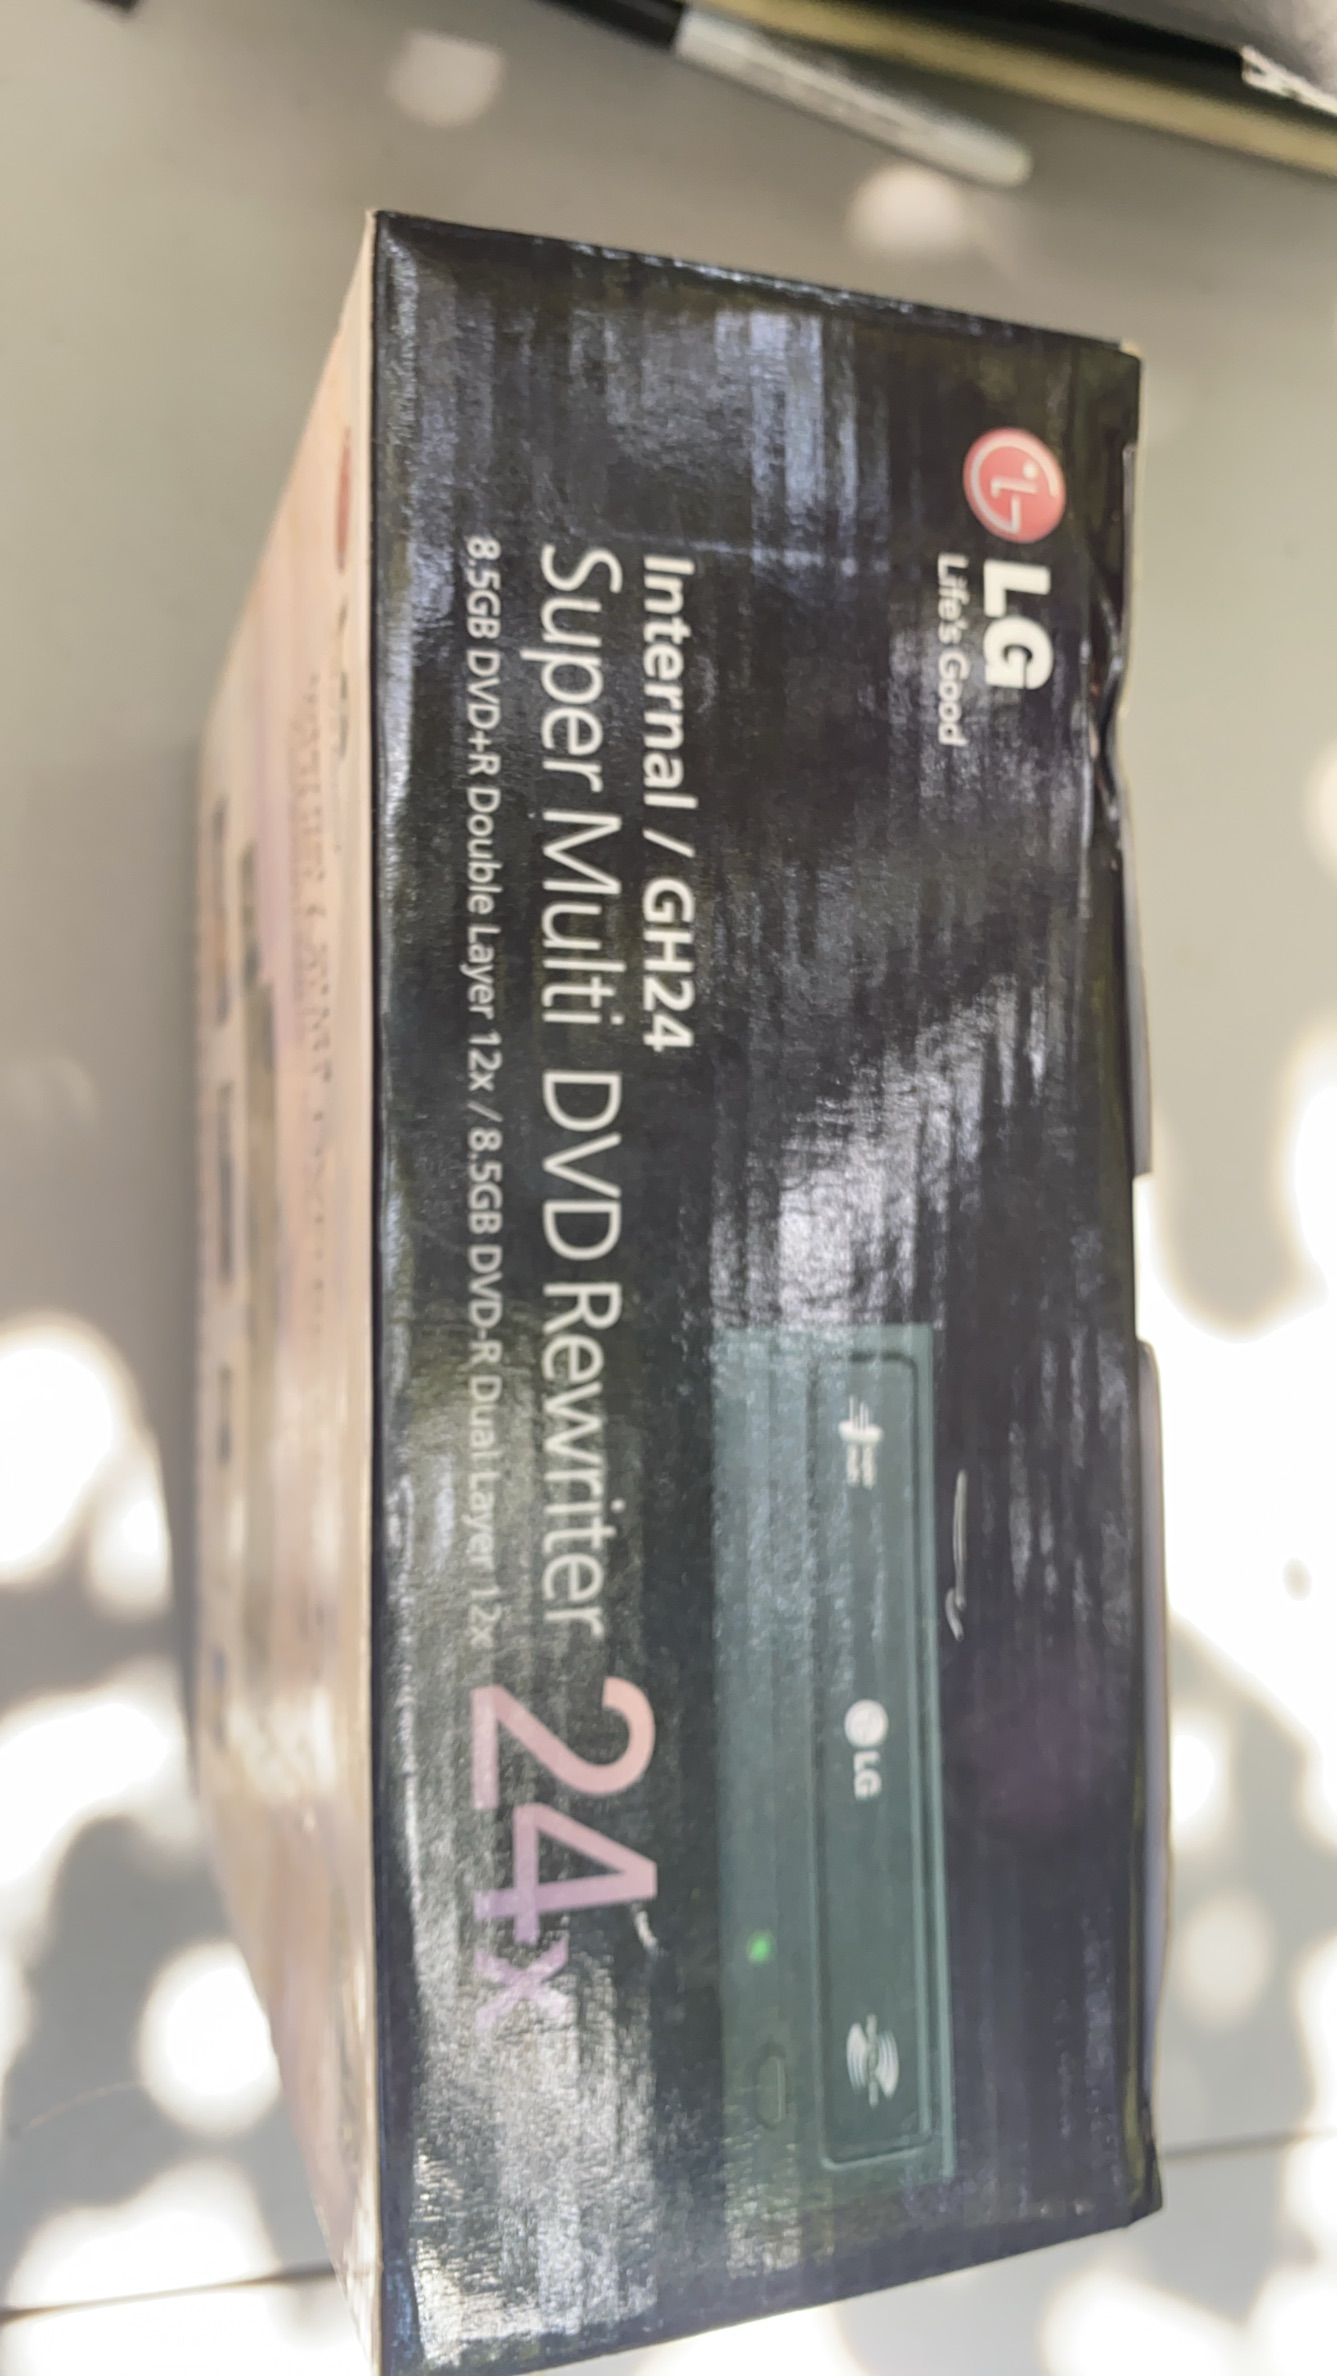 LG
Life's Good
LG
Internal / GH24
Super Multi DVD Rewriter 24x
8.5GB DVD+R Double Layer 12x / 8.5GB DVD-R Dual Layer 12x